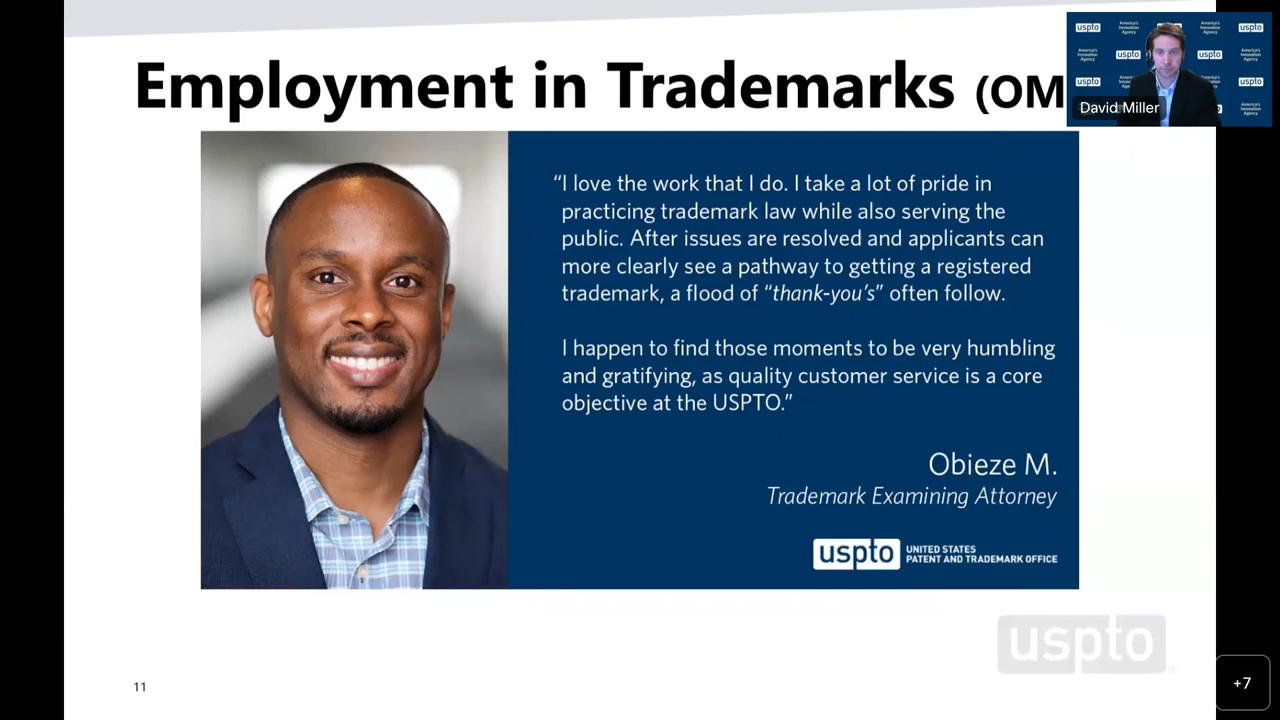 Employment in Trademarks (OM
uspto
America's
Innovation
Agency
David Miller
“I love the work that I do. I take a lot of pride in
practicing trademark law while also serving the
public. After issues are resolved and applicants can
more clearly see a pathway to getting a registered
trademark, a flood of “thank-you’s” often follow.
I happen to find those moments to be very humbling
and gratifying, as quality customer service is a core
objective at the USPTO.”
Obieze M.
Trademark Examining Attorney
uspto
UNITED STATES
PATENT AND TRADEMARK OFFICE
uspto
11
+7